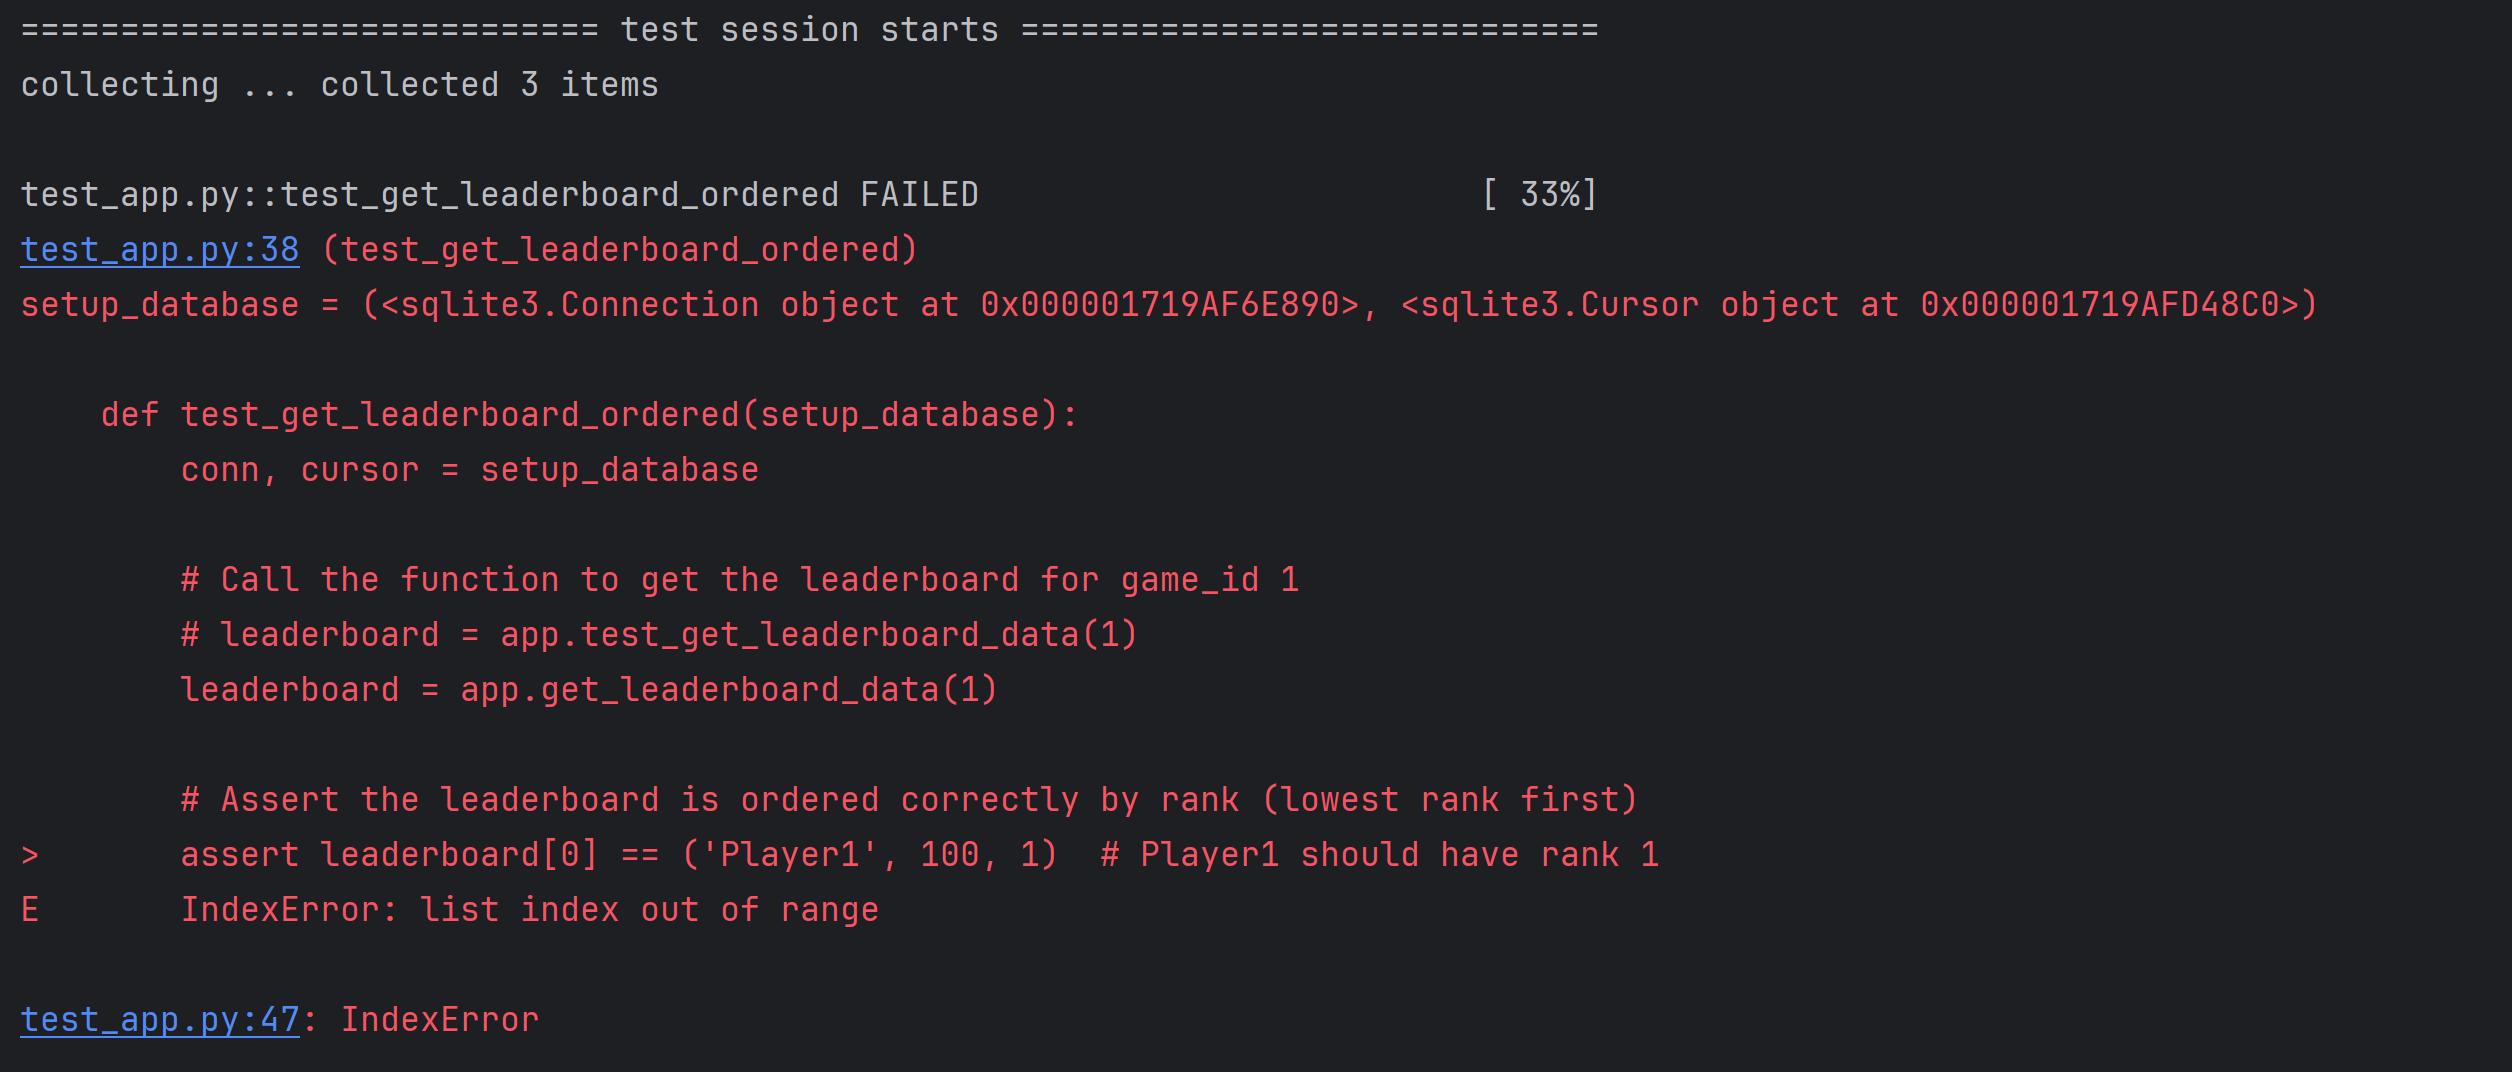 ============================= test session starts =============================
collecting ... collected 3 items
test_app.py::test_get_leaderboard_ordered FAILED                         [ 33%]
test_app.py:38 (test_get_leaderboard_ordered)
setup_database = (<sqlite3.Connection object at 0x000001719AF6E890>, <sqlite3.Cursor object at 0x000001719AFD48C0>)
    def test_get_leaderboard_ordered(setup_database):
        conn, cursor = setup_database
        # Call the function to get the leaderboard for game_id 1
        # leaderboard = app.test_get_leaderboard_data(1)
        leaderboard = app.get_leaderboard_data(1)
        # Assert the leaderboard is ordered correctly by rank (lowest rank first)
>       assert leaderboard[0] == ('Player1', 100, 1)  # Player1 should have rank 1
E       IndexError: list index out of range
test_app.py:47: IndexError